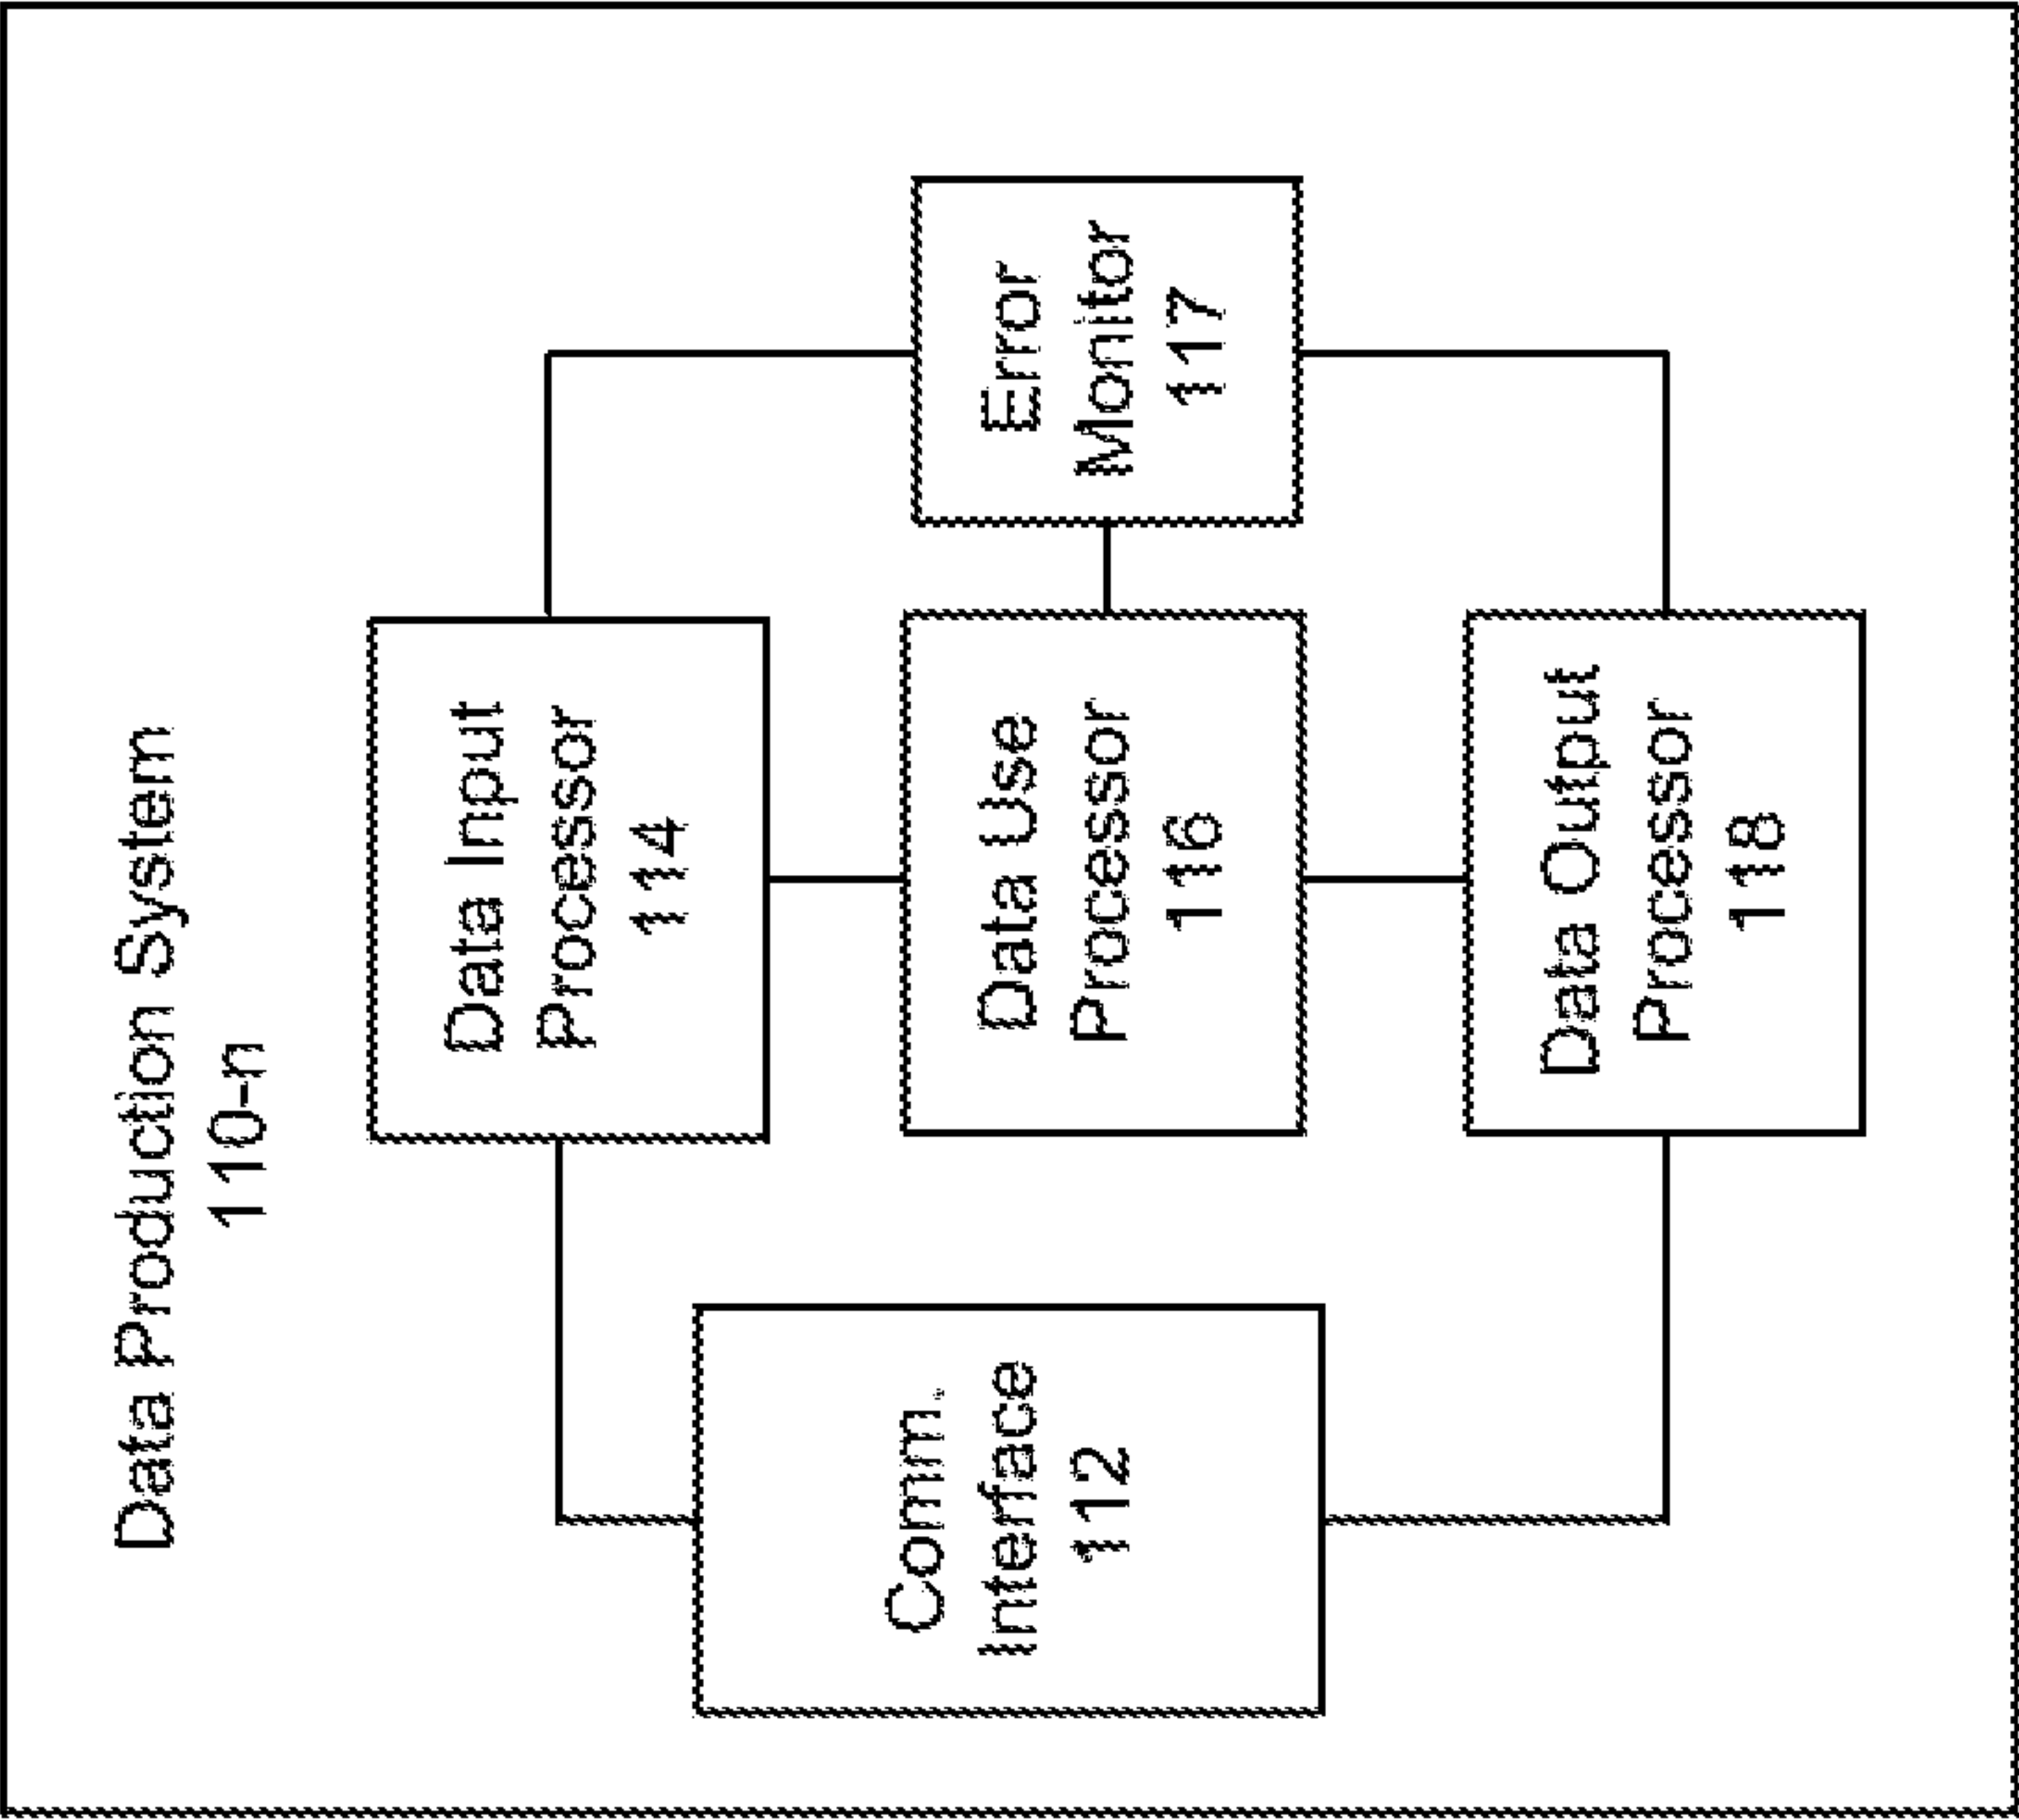 Data Production System
110-n
Comm.
Interface
112
Data Input
Processor
114
Data Use
Processor
116
Data Output
Processor
118
Error
Monitor
117